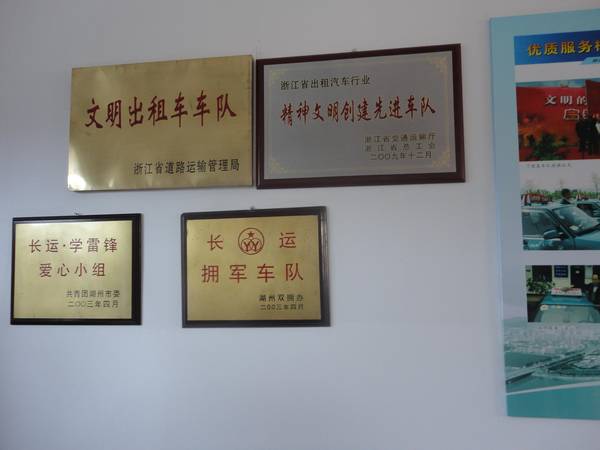 文明出租车车队
浙江省道路运输管理局
浙江省出租汽车行业
精神文明创建先进车队
浙江省交通运输厅
浙江省总工会
二〇〇九年十二月
长运·学雷锋
爱心小组
共青团湖州市委
二〇〇三年四月
长 YY 运
拥军车队
湖州双拥办
二〇〇三年四月
优质服务
文明的